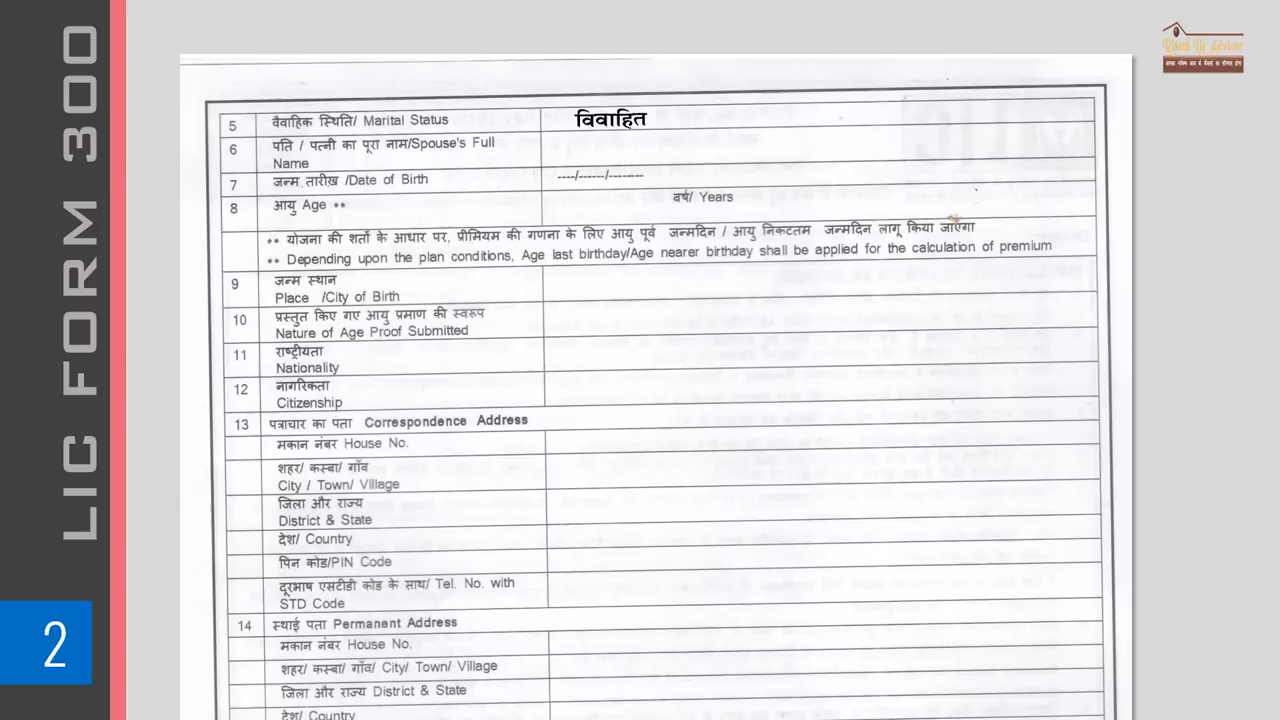 LIC FORM 300
2
5 वैवाहिक स्थिति/ Marital Status विवाहित
6 पति / पत्नी का पूरा नाम/Spouse's Full
Name
7 जन्म तारीख /Date of Birth ----/------/--------
8 आयु Age ** वर्ष/ Years
** योजना की शर्तों के आधार पर, प्रीमियम की गणना के लिए आयु पूर्व जन्मदिन / आयु निकटतम जन्मदिन लागू किया जाएगा
** Depending upon the plan conditions, Age last birthday/Age nearer birthday shall be applied for the calculation of premium
9 जन्म स्थान
Place /City of Birth
10 प्रस्तुत किए गए आयु प्रमाण की स्वरूप
Nature of Age Proof Submitted
11 राष्ट्रीयता
Nationality
12 नागरिकता
Citizenship
13 पत्राचार का पता Correspondence Address
मकान नंबर House No.
शहर/ कस्बा/ गाँव
City / Town/ Village
जिला और राज्य
District & State
देश/ Country
पिन कोड/PIN Code
दूरभाष एसटीडी कोड के साथ/ Tel. No. with
STD Code
14 स्थाई पता Permanent Address
मकान नंबर House No.
शहर/ कस्बा/ गाँव/ City/ Town/ Village
जिला और राज्य District & State
देश/ Country